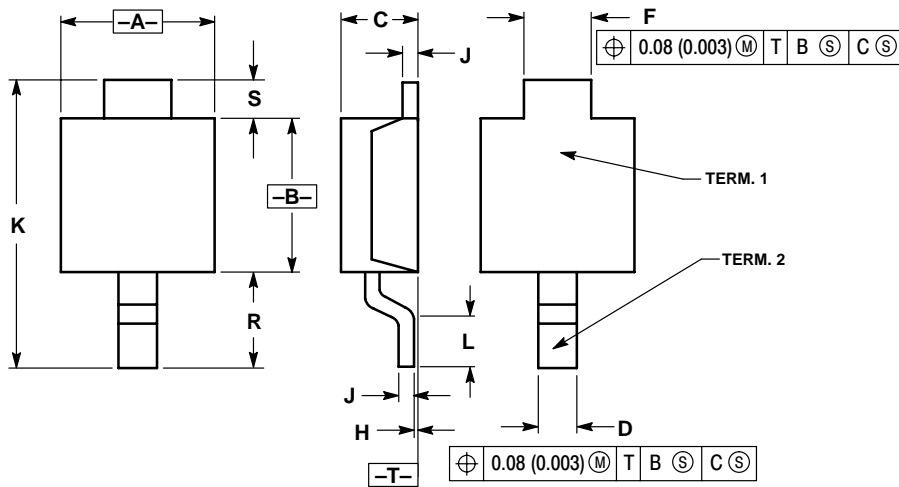 –A–
C
F
⌖ 0.08 (0.003) Ⓜ T B Ⓢ C Ⓢ
J
S
K
–B–
TERM. 1
TERM. 2
R
L
J
H
D
⌖ 0.08 (0.003) Ⓜ T B Ⓢ C Ⓢ
–T–